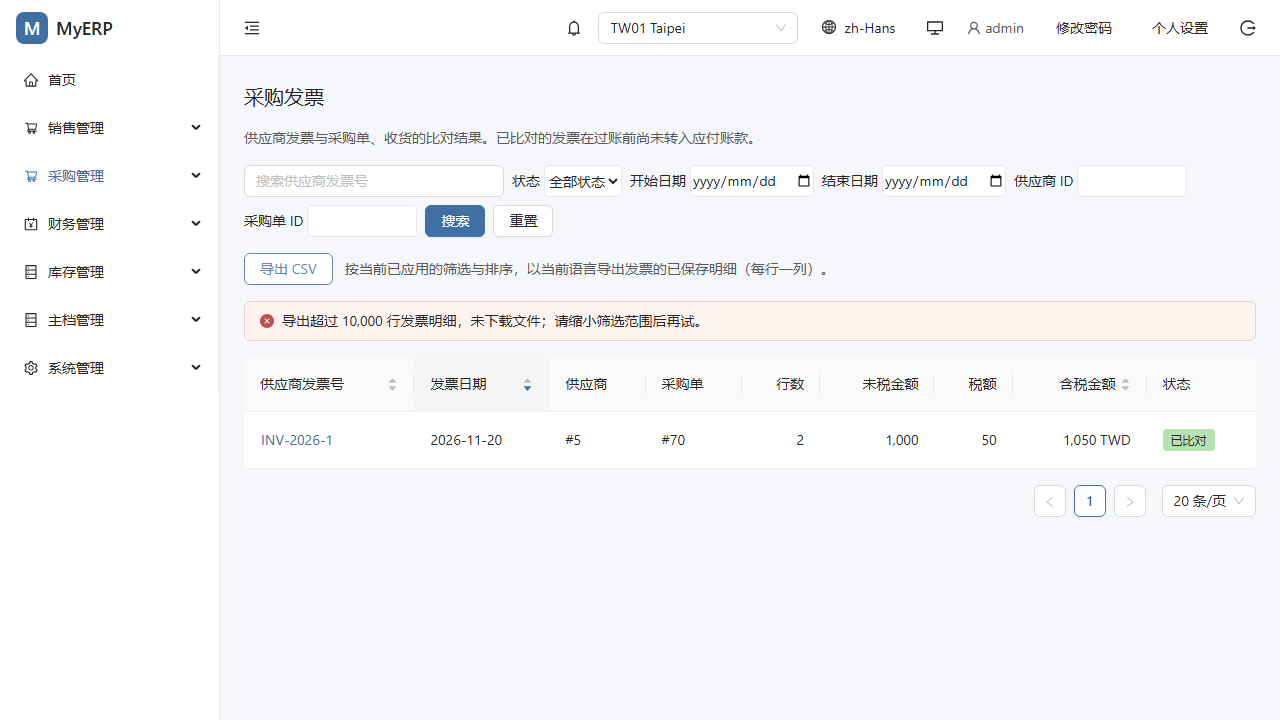 M MyERP
TW01 Taipei
zh-Hans
admin
修改密码
个人设置
首页
销售管理
采购管理
财务管理
库存管理
主档管理
系统管理
采购发票
供应商发票与采购单、收货的比对结果。已比对的发票在过账前尚未转入应付账款。
搜索供应商发票号 状态 全部状态 开始日期 yyyy/mm/dd 结束日期 yyyy/mm/dd 供应商 ID
采购单 ID 搜索 重置
导出 CSV 按当前已应用的筛选与排序，以当前语言导出发票的已保存明细（每行一列）。
导出超过 10,000 行发票明细，未下载文件；请缩小筛选范围后再试。
供应商发票号 发票日期 供应商 采购单 行数 未税金额 税额 含税金额 状态
INV-2026-1 2026-11-20 #5 #70 2 1,000 50 1,050 TWD 已比对
1 20 条/页